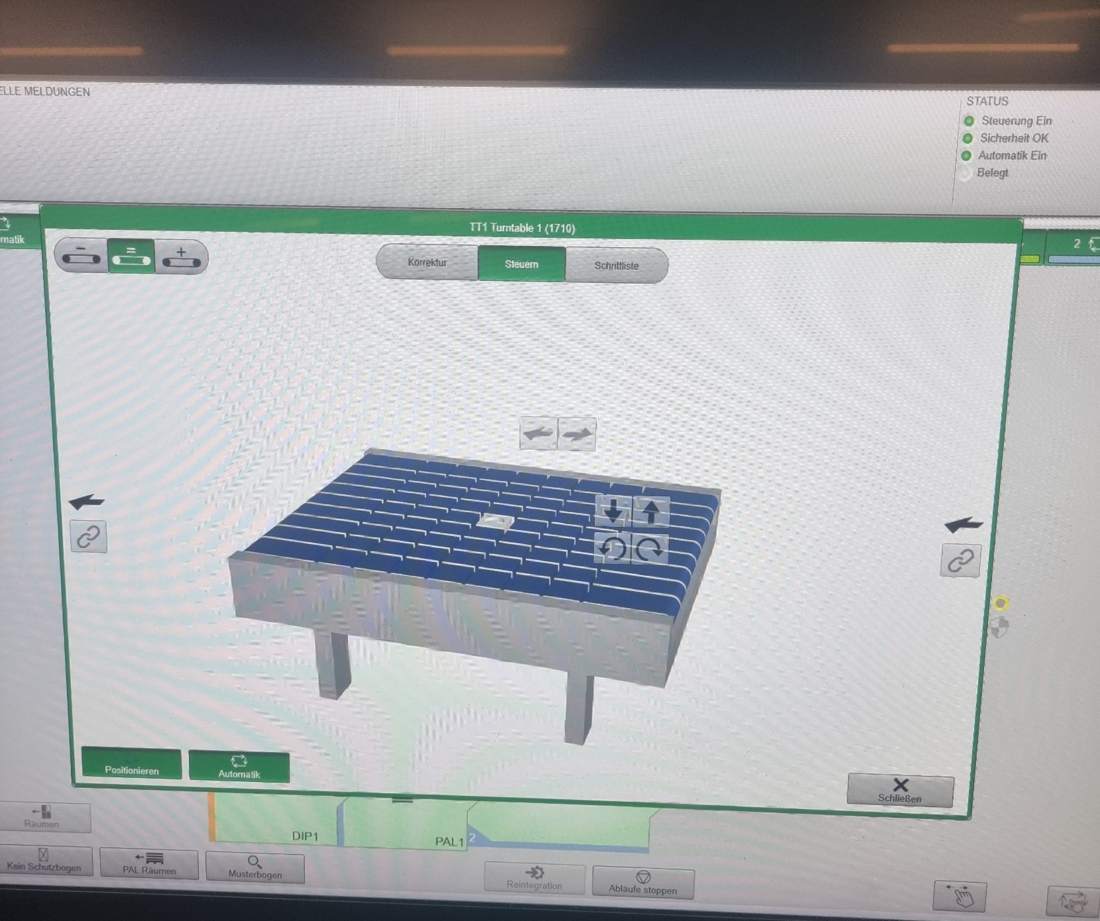 ELLE MELDUNGEN
STATUS
Steuerung Ein
Sicherheit OK
Automatik Ein
Belegt
matik
TT1 Turntable 1 (1710)
2
Korrektur
Steuern
Schrittliste
Positionieren
Automatik
Schließen
Räumen
DIP1
PAL1
2
Kein Schutzbogen
PAL Räumen
Musterbogen
Reintegration
Abläufe stoppen